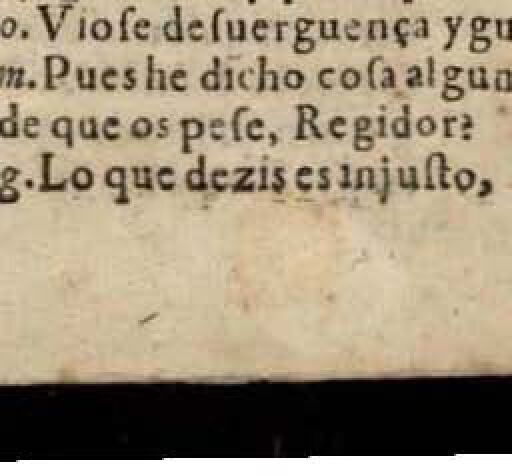 o. Viose desuerguença ygu
m. Pues he dicho cosa algun
de que os pese, Regidor?
g. Lo que dezis es injusto,